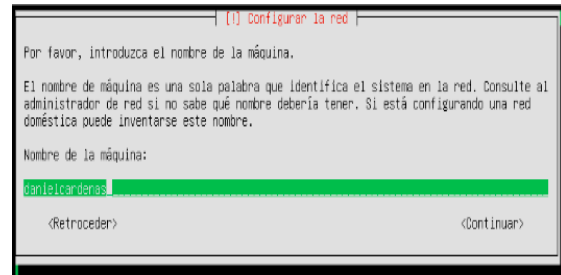 [!] Configurar la red
Por favor, introduzca el nombre de la máquina.
El nombre de máquina es una sola palabra que identifica el sistema en la red. Consulte al
administrador de red si no sabe qué nombre debería tener. Si está configurando una red
doméstica puede inventarse este nombre.
Nombre de la máquina:
danielcardenas
<Retroceder> <Continuar>